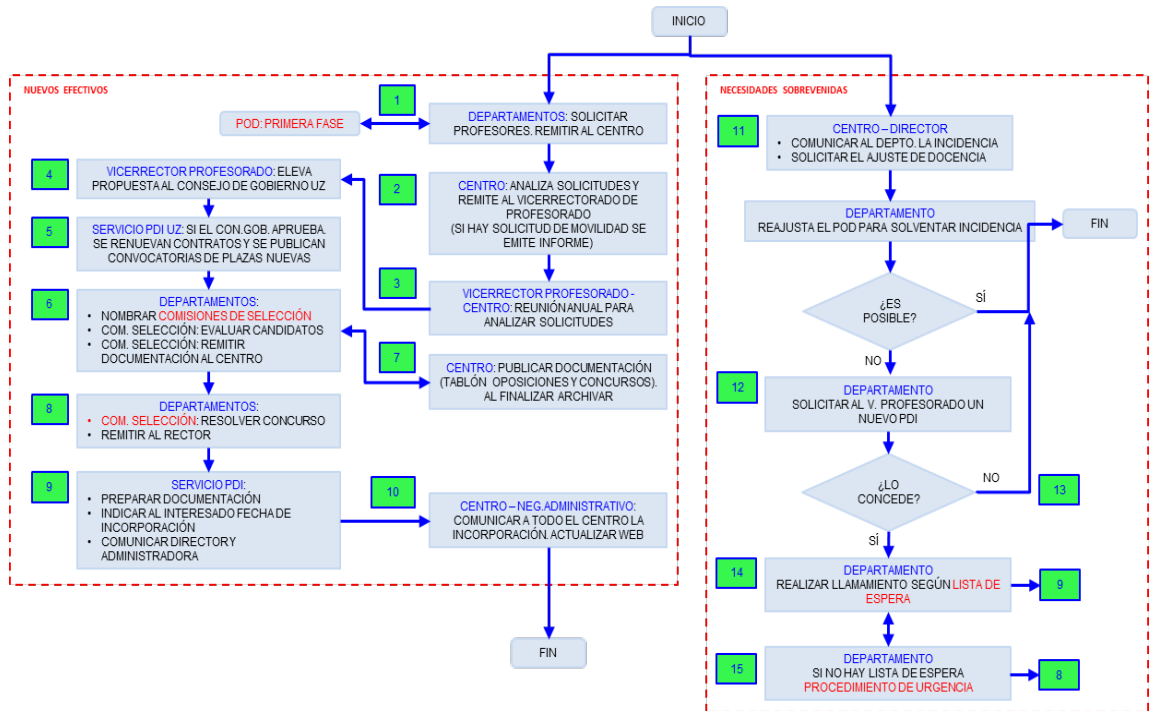 INICIO
NUEVOS EFECTIVOS
1
POD: PRIMERA FASE
DEPARTAMENTOS: SOLICITAR
PROFESORES. REMITIR AL CENTRO
2
CENTRO: ANALIZA SOLICITUDES Y
REMITE AL VICERRECTORADO DE
PROFESORADO
(SI HAY SOLICITUD DE MOVILIDAD SE
EMITE INFORME)
3
VICERRECTOR PROFESORADO -
CENTRO: REUNIÓN ANUAL PARA
ANALIZAR SOLICITUDES
4
VICERRECTOR PROFESORADO: ELEVA
PROPUESTA AL CONSEJO DE GOBIERNO UZ
5
SERVICIO PDI UZ: SI EL CON.GOB. APRUEBA.
SE RENUEVAN CONTRATOS Y SE PUBLICAN
CONVOCATORIAS DE PLAZAS NUEVAS
6
DEPARTAMENTOS:
• NOMBRAR COMISIONES DE SELECCIÓN
• COM. SELECCIÓN: EVALUAR CANDIDATOS
• COM. SELECCIÓN: REMITIR
DOCUMENTACIÓN AL CENTRO
7
CENTRO: PUBLICAR DOCUMENTACIÓN
(TABLÓN OPOSICIONES Y CONCURSOS).
AL FINALIZAR ARCHIVAR
8
DEPARTAMENTOS:
• COM. SELECCIÓN: RESOLVER CONCURSO
• REMITIR AL RECTOR
9
SERVICIO PDI:
• PREPARAR DOCUMENTACIÓN
• INDICAR AL INTERESADO FECHA DE
INCORPORACIÓN
• COMUNICAR DIRECTOR Y
ADMINISTRADORA
10
CENTRO – NEG.ADMINISTRATIVO:
COMUNICAR A TODO EL CENTRO LA
INCORPORACIÓN. ACTUALIZAR WEB
FIN
NECESIDADES SOBREVENIDAS
11
CENTRO – DIRECTOR
• COMUNICAR AL DEPTO. LA INCIDENCIA
• SOLICITAR EL AJUSTE DE DOCENCIA
DEPARTAMENTO
REAJUSTA EL POD PARA SOLVENTAR INCIDENCIA
FIN
¿ES
POSIBLE?
SÍ
NO
12
DEPARTAMENTO
SOLICITAR AL V. PROFESORADO UN
NUEVO PDI
¿LO
CONCEDE?
NO
13
SÍ
14
DEPARTAMENTO
REALIZAR LLAMAMIENTO SEGÚN LISTA DE
ESPERA
9
15
DEPARTAMENTO
SI NO HAY LISTA DE ESPERA
PROCEDIMIENTO DE URGENCIA
8